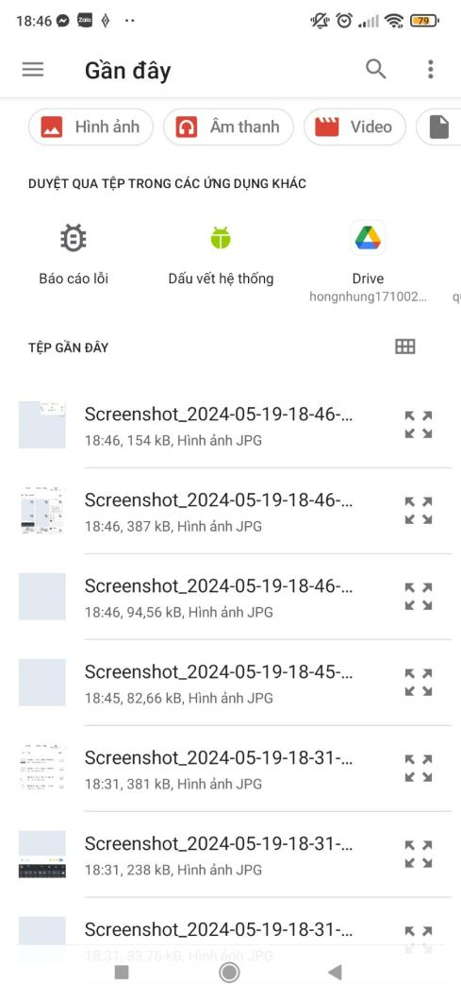 18:46
Zalo
79
Gần đây
Hình ảnh
Âm thanh
Video
DUYỆT QUA TỆP TRONG CÁC ỨNG DỤNG KHÁC
Báo cáo lỗi
Dấu vết hệ thống
Drive
hongnhung171002...
TỆP GẦN ĐÂY
Screenshot_2024-05-19-18-46-...
18:46, 154 kB, Hình ảnh JPG
Screenshot_2024-05-19-18-46-...
18:46, 387 kB, Hình ảnh JPG
Screenshot_2024-05-19-18-46-...
18:46, 94,56 kB, Hình ảnh JPG
Screenshot_2024-05-19-18-45-...
18:45, 82,66 kB, Hình ảnh JPG
Screenshot_2024-05-19-18-31-...
18:31, 381 kB, Hình ảnh JPG
Screenshot_2024-05-19-18-31-...
18:31, 238 kB, Hình ảnh JPG
Screenshot_2024-05-19-18-31-...
18:31, 83,76 kB, Hình ảnh JPG